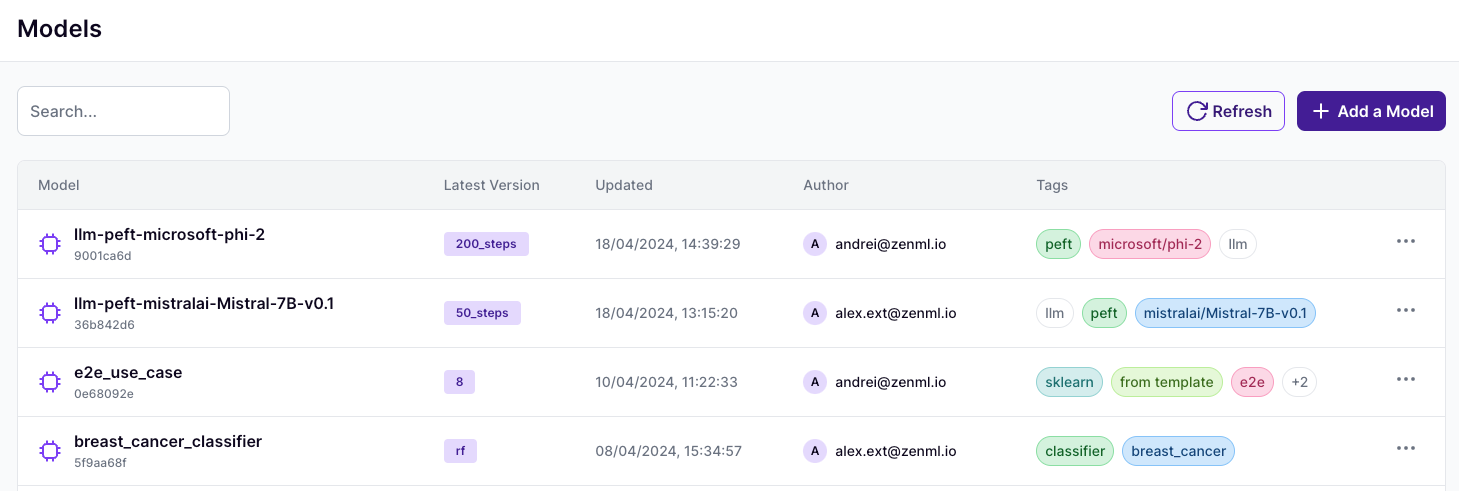 Models
Search...
Refresh
Add a Model
Model Latest Version Updated Author Tags
llm-peft-microsoft-phi-2
9001ca6d
200_steps 18/04/2024, 14:39:29 A andrei@zenml.io peft microsoft/phi-2 llm
llm-peft-mistralai-Mistral-7B-v0.1
36b842d6
50_steps 18/04/2024, 13:15:20 A alex.ext@zenml.io llm peft mistralai/Mistral-7B-v0.1
e2e_use_case
0e68092e
8 10/04/2024, 11:22:33 A andrei@zenml.io sklearn from template e2e +2
breast_cancer_classifier
5f9aa68f
rf 08/04/2024, 15:34:57 A alex.ext@zenml.io classifier breast_cancer